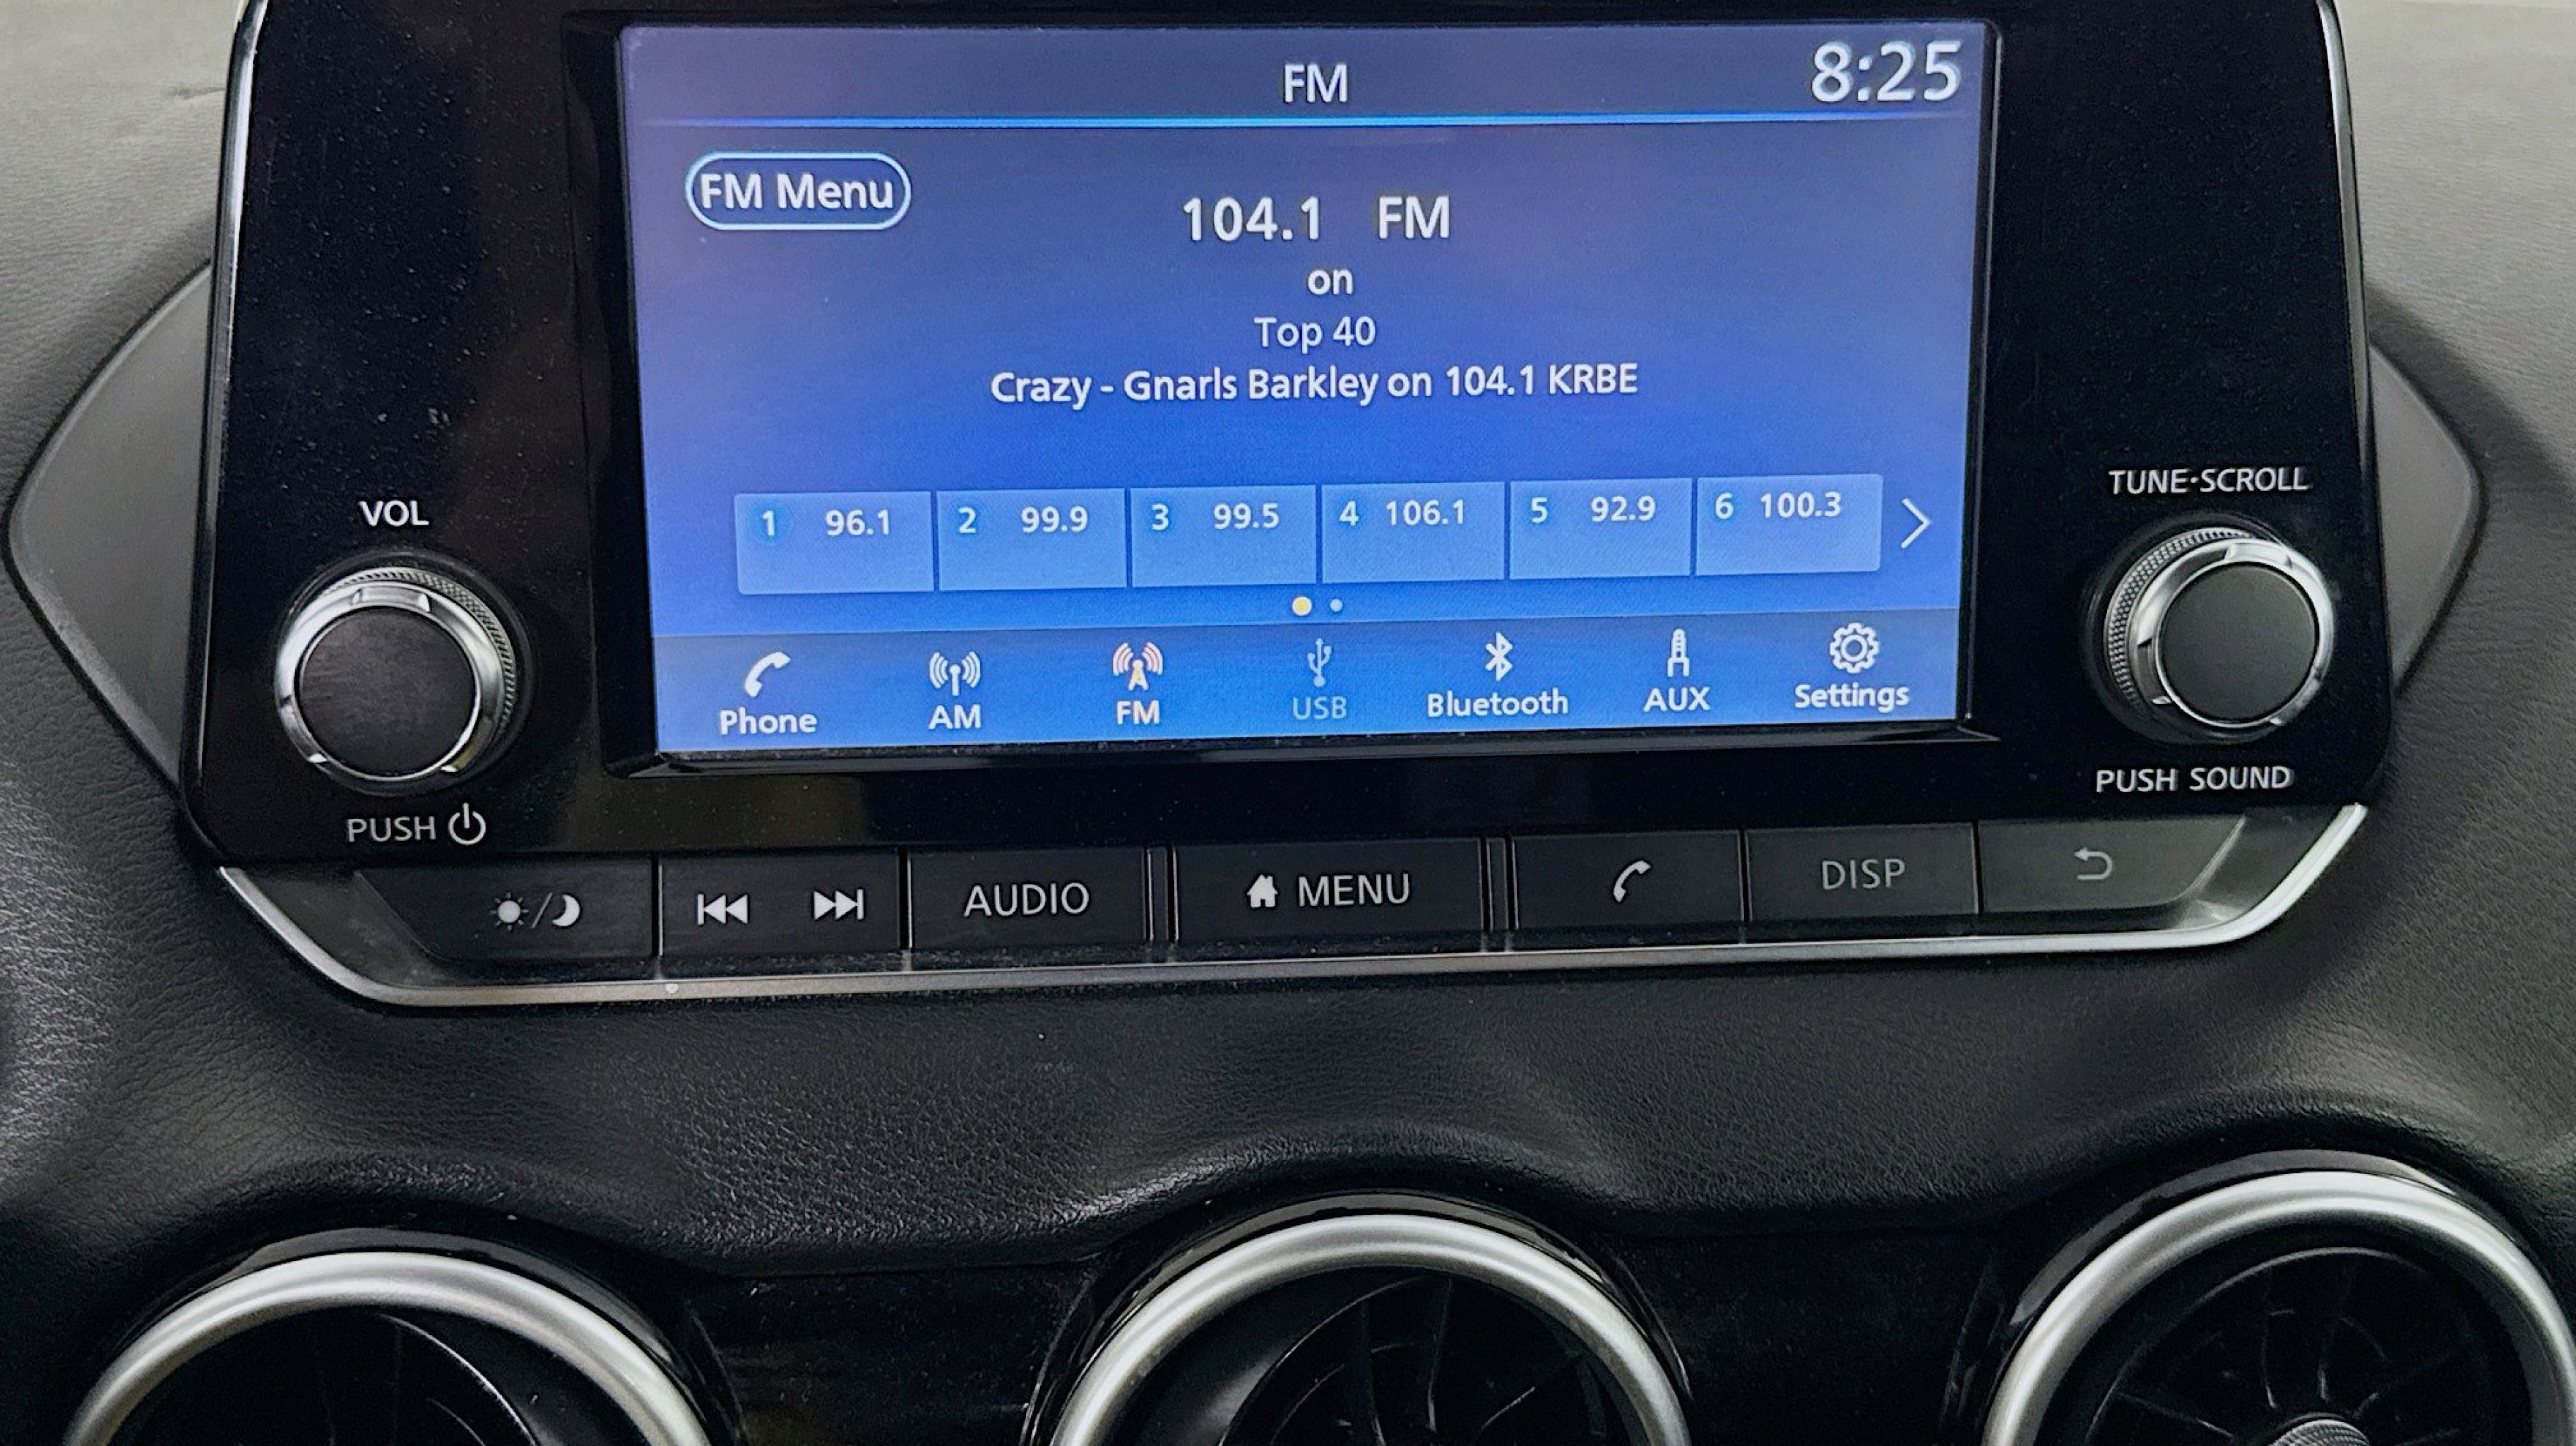 FM 8:25
FM Menu
104.1 FM
on
Top 40
Crazy - Gnarls Barkley on 104.1 KRBE
1 96.1 2 99.9 3 99.5 4 106.1 5 92.9 6 100.3
Phone AM FM USB Bluetooth AUX Settings
VOL
PUSH
TUNE·SCROLL
PUSH SOUND
AUDIO MENU DISP